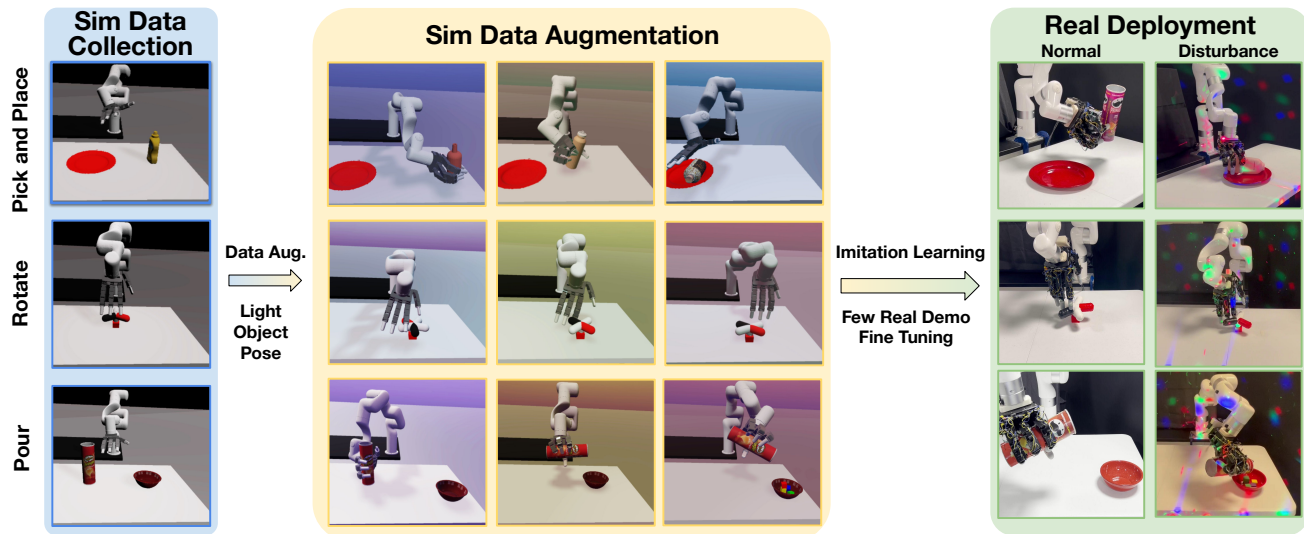 Sim Data
Collection
Sim Data Augmentation
Real Deployment
Normal
Disturbance
Pick and Place
Data Aug.
Light
Object
Pose
Imitation Learning
Few Real Demo
Fine Tuning
Rotate
Pour